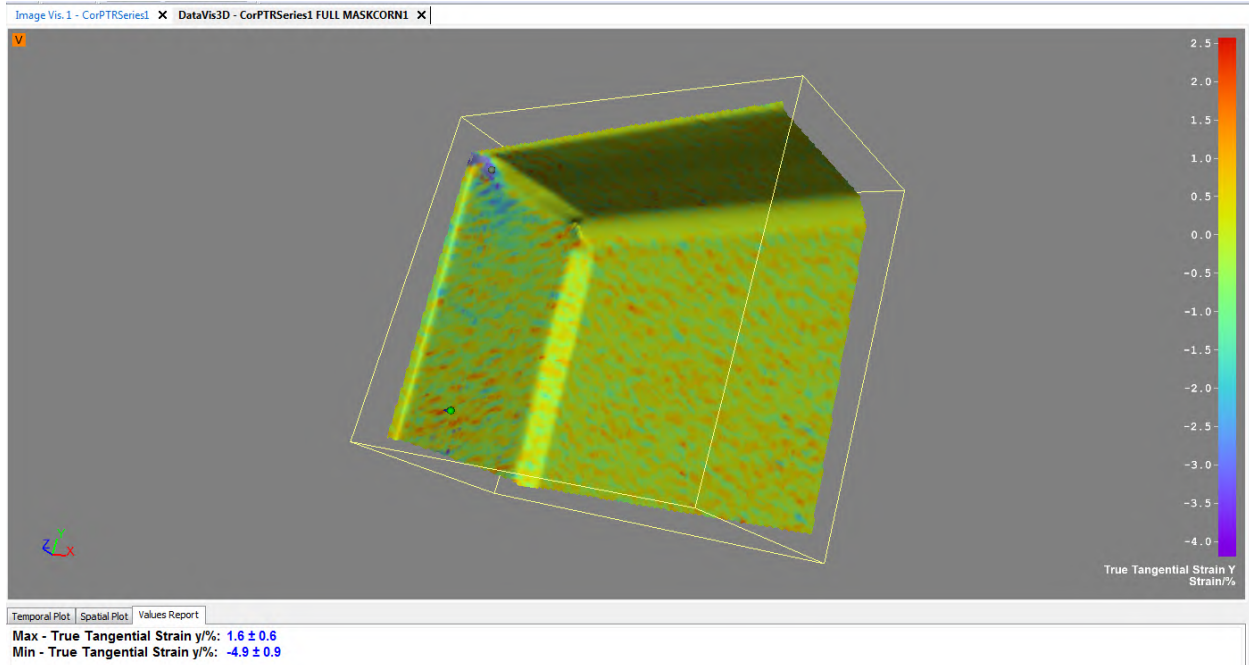 Image Vis. 1 - CorPTRSeries1 ✕ DataVis3D - CorPTRSeries1 FULL MASKCORN1 ✕
V
2.5
2.0
1.5
1.0
0.5
0.0
-0.5
-1.0
-1.5
-2.0
-2.5
-3.0
-3.5
-4.0
True Tangential Strain Y
Strain/%
Y
Z X
Temporal Plot Spatial Plot Values Report
Max - True Tangential Strain y/%: 1.6 ± 0.6
Min - True Tangential Strain y/%: -4.9 ± 0.9